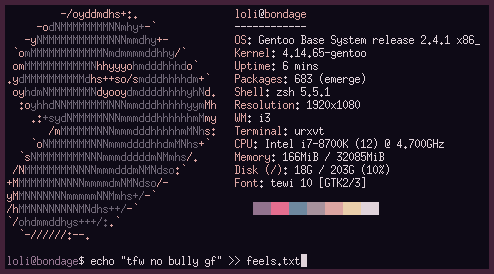 -/oyddmdhs+:.
loli@bondage
-odNMMMMMMMMNNmhy+-`
------------
-yNMMMMMMMMMMMNNNmmdhy+-
OS: Gentoo Base System release 2.4.1 x86_
`omMMMMMMMMMMMMNmdmmmmddhhy/`
Kernel: 4.14.65-gentoo
omMMMMMMMMMMMNhhyyyohmdddhhhdo`
Uptime: 6 mins
.ydMMMMMMMMMMdhs++so/smdddhhhhdm+`
Packages: 683 (emerge)
oyhdmNMMMMMMMNdyooydmddddhhhhyhNd.
Shell: zsh 5.5.1
:oyhhdNNMMMMMMMNNNmmdddhhhhhyymMh
Resolution: 1920x1080
.:+sydNMMMMMNNNmmmdddhhhhhhmMmy
WM: i3
/mMMMMMMNNNmmmdddhhhhhmMNhs:
Terminal: urxvt
`oNMMMMMMMNNNmmmddddhhdmMNhs+`
CPU: Intel i7-8700K (12) @ 4.700GHz
`sNMMMMMMMMNNNmmmdddddmNMmhs/.
Memory: 166MiB / 32085MiB
/NMMMMMMMMNNNNmmmdddmNMNdso:`
Disk (/): 18G / 203G (10%)
+MMMMMMMNNNNNmmmmdmNMNdso/-
Font: tewi 10 [GTK2/3]
yMMNNNNNNNmmmmmNNMmhs+/-`
/hMMNNNNNNNNMNdhs++/-`
`/ohdmmddhys+++/:.`
`-//////:--.
loli@bondage$ echo "tfw no bully gf" >> feels.txt